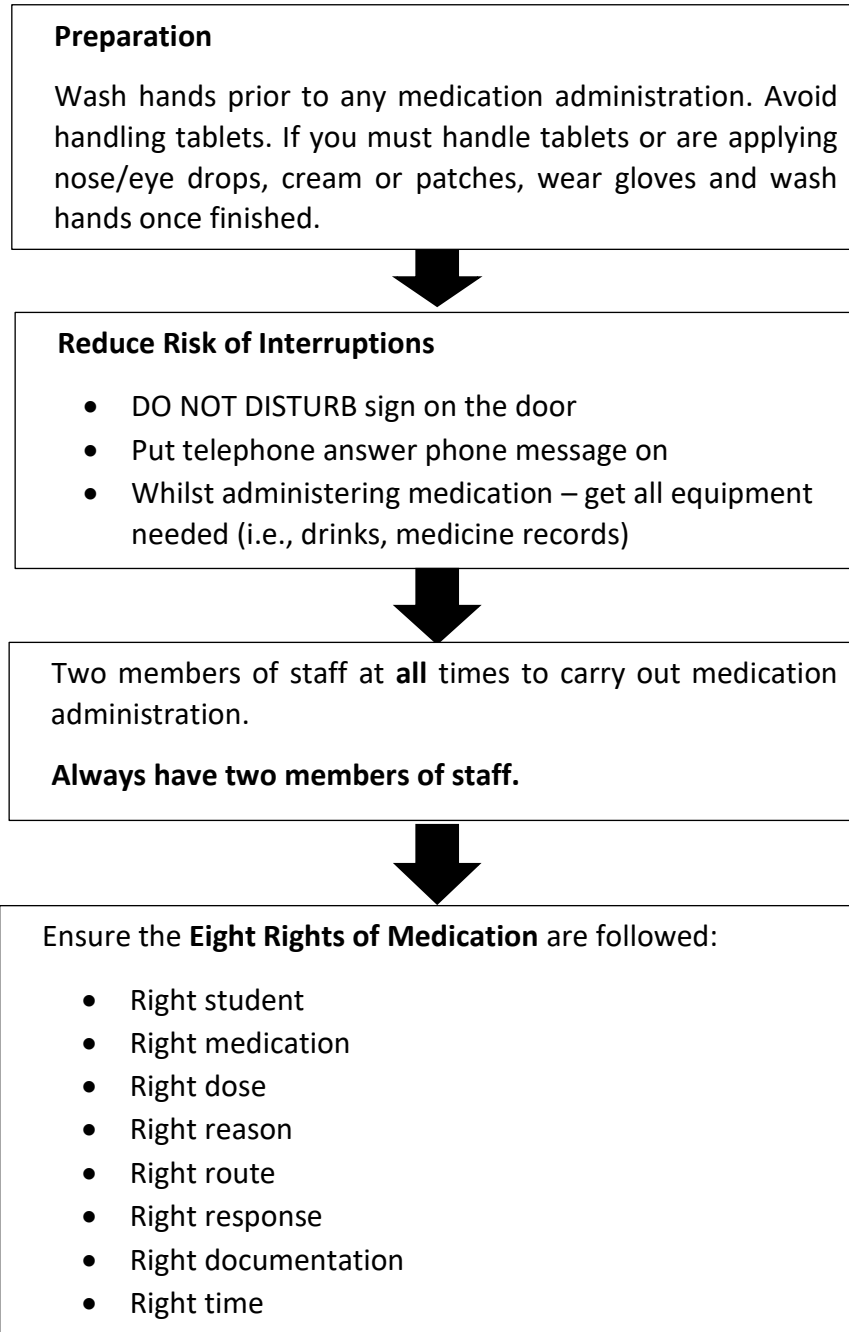 Preparation
Wash hands prior to any medication administration. Avoid
handling tablets. If you must handle tablets or are applying
nose/eye drops, cream or patches, wear gloves and wash
hands once finished.
Reduce Risk of Interruptions
• DO NOT DISTURB sign on the door
• Put telephone answer phone message on
• Whilst administering medication – get all equipment
needed (i.e., drinks, medicine records)
Two members of staff at all times to carry out medication
administration.
Always have two members of staff.
Ensure the Eight Rights of Medication are followed:
• Right student
• Right medication
• Right dose
• Right reason
• Right route
• Right response
• Right documentation
• Right time